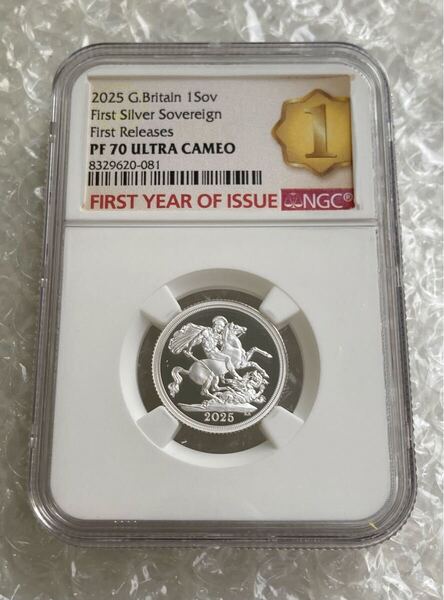 2025 G.Britain 1Sov
First Silver Sovereign
First Releases
PF 70 ULTRA CAMEO
8329620-081
1
FIRST YEAR OF ISSUE NGC®
2025